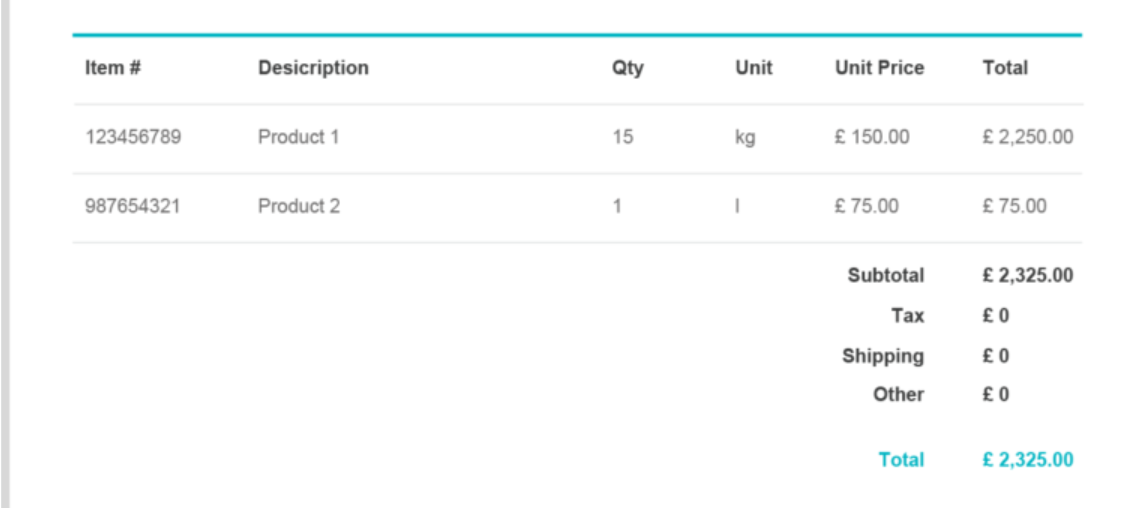 Item # Desicription Qty Unit Unit Price Total
123456789 Product 1 15 kg £ 150.00 £ 2,250.00
987654321 Product 2 1 l £ 75.00 £ 75.00
Subtotal £ 2,325.00
Tax £ 0
Shipping £ 0
Other £ 0
Total £ 2,325.00